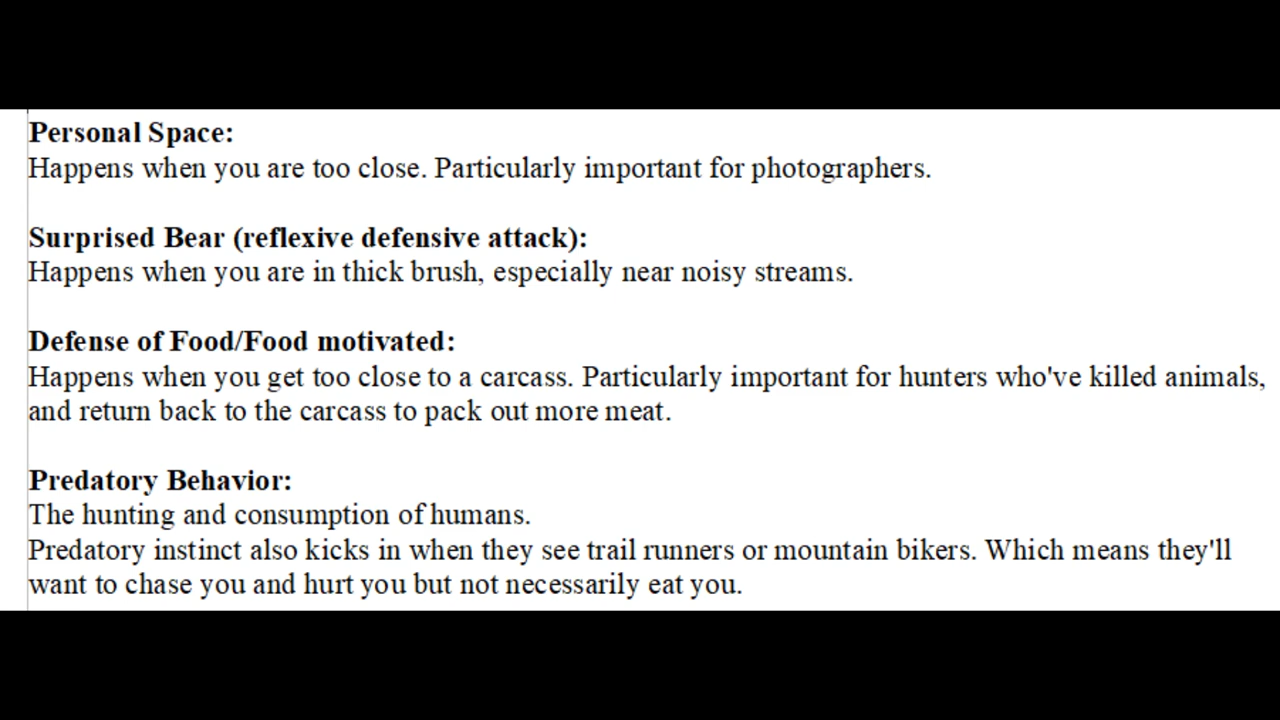 Personal Space:
Happens when you are too close. Particularly important for photographers.
Surprised Bear (reflexive defensive attack):
Happens when you are in thick brush, especially near noisy streams.
Defense of Food/Food motivated:
Happens when you get too close to a carcass. Particularly important for hunters who've killed animals,
and return back to the carcass to pack out more meat.
Predatory Behavior:
The hunting and consumption of humans.
Predatory instinct also kicks in when they see trail runners or mountain bikers. Which means they'll
want to chase you and hurt you but not necessarily eat you.